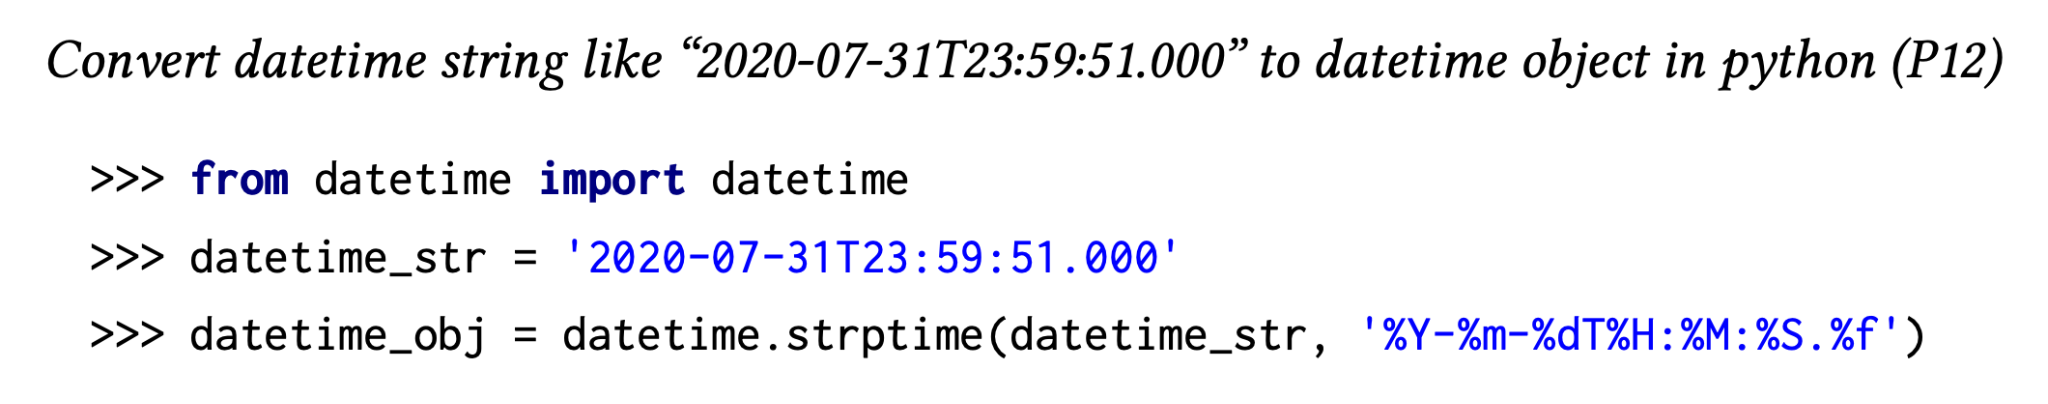 Convert datetime string like “2020-07-31T23:59:51.000” to datetime object in python (P12)
>>> from datetime import datetime
>>> datetime_str = '2020-07-31T23:59:51.000'
>>> datetime_obj = datetime.strptime(datetime_str, '%Y-%m-%dT%H:%M:%S.%f')